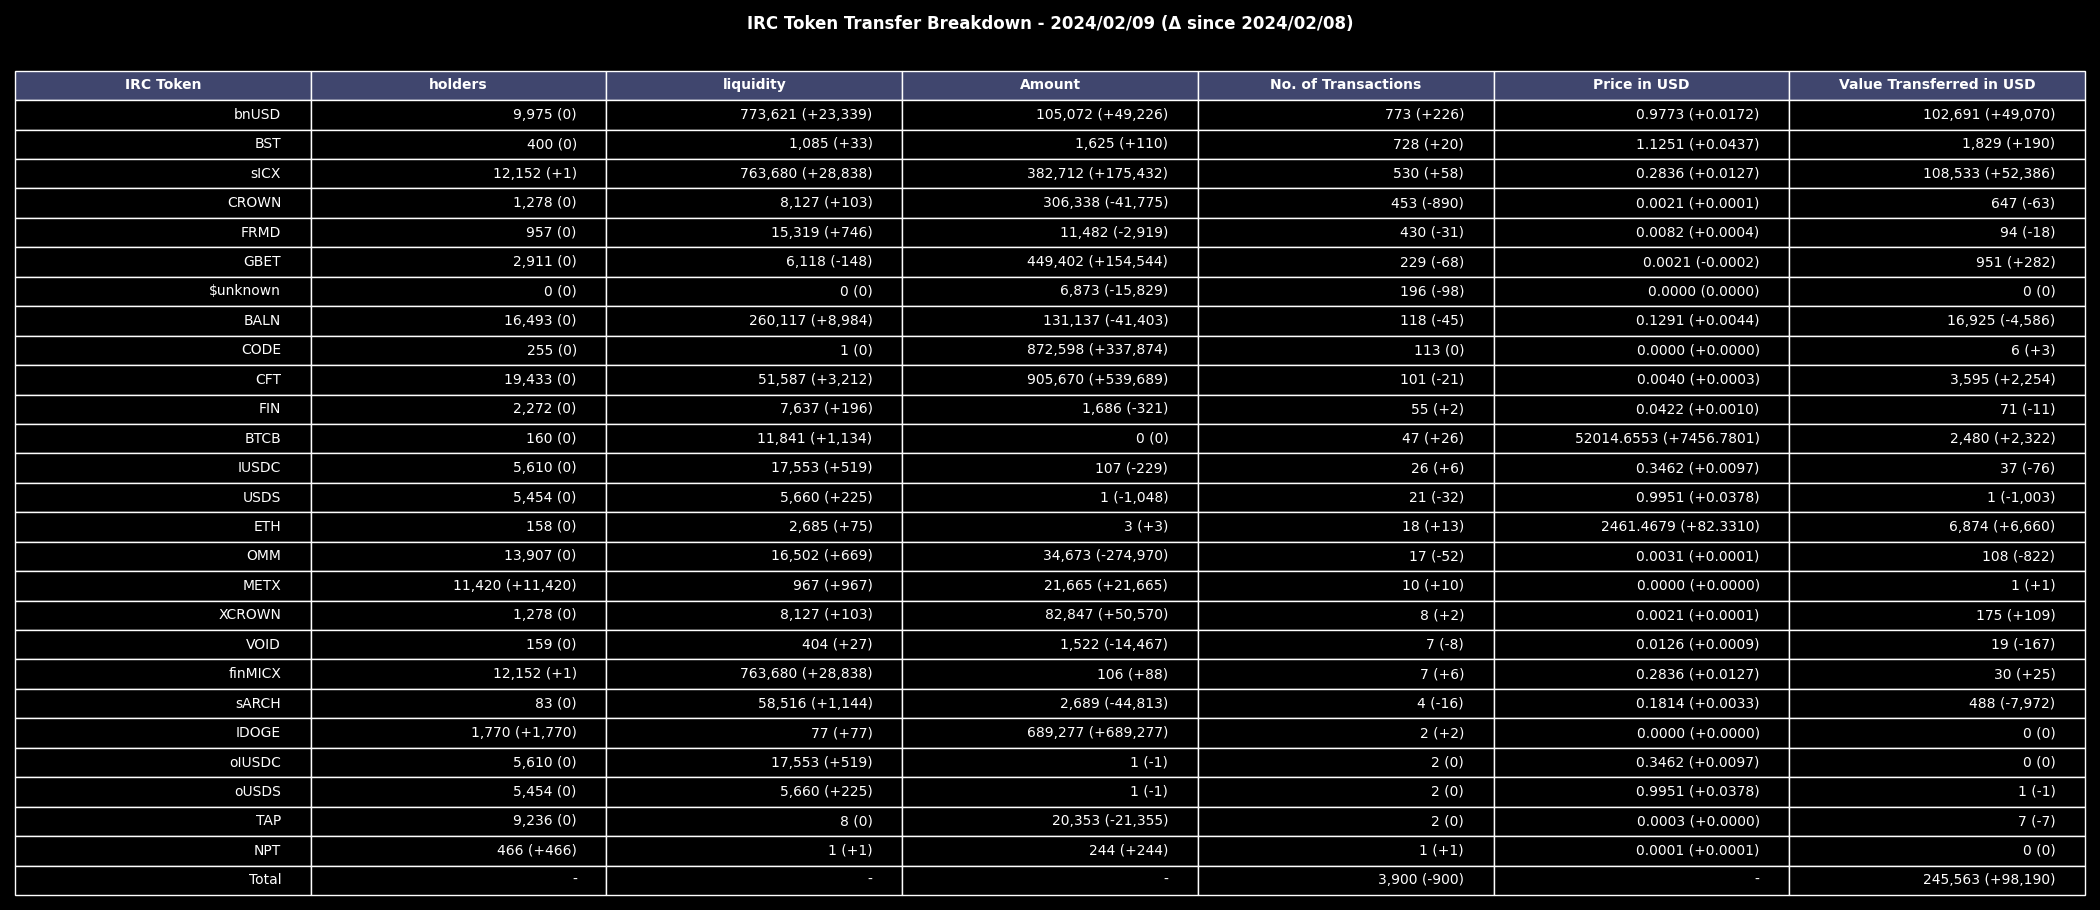 IRC Token Transfer Breakdown - 2024/02/09 (Δ since 2024/02/08)
IRC Token holders liquidity Amount No. of Transactions Price in USD Value Transferred in USD
bnUSD 9,975 (0) 773,621 (+23,339) 105,072 (+49,226) 773 (+226) 0.9773 (+0.0172) 102,691 (+49,070)
BST 400 (0) 1,085 (+33) 1,625 (+110) 728 (+20) 1.1251 (+0.0437) 1,829 (+190)
sICX 12,152 (+1) 763,680 (+28,838) 382,712 (+175,432) 530 (+58) 0.2836 (+0.0127) 108,533 (+52,386)
CROWN 1,278 (0) 8,127 (+103) 306,338 (-41,775) 453 (-890) 0.0021 (+0.0001) 647 (-63)
FRMD 957 (0) 15,319 (+746) 11,482 (-2,919) 430 (-31) 0.0082 (+0.0004) 94 (-18)
GBET 2,911 (0) 6,118 (-148) 449,402 (+154,544) 229 (-68) 0.0021 (-0.0002) 951 (+282)
$unknown 0 (0) 0 (0) 6,873 (-15,829) 196 (-98) 0.0000 (0.0000) 0 (0)
BALN 16,493 (0) 260,117 (+8,984) 131,137 (-41,403) 118 (-45) 0.1291 (+0.0044) 16,925 (-4,586)
CODE 255 (0) 1 (0) 872,598 (+337,874) 113 (0) 0.0000 (+0.0000) 6 (+3)
CFT 19,433 (0) 51,587 (+3,212) 905,670 (+539,689) 101 (-21) 0.0040 (+0.0003) 3,595 (+2,254)
FIN 2,272 (0) 7,637 (+196) 1,686 (-321) 55 (+2) 0.0422 (+0.0010) 71 (-11)
BTCB 160 (0) 11,841 (+1,134) 0 (0) 47 (+26) 52014.6553 (+7456.7801) 2,480 (+2,322)
IUSDC 5,610 (0) 17,553 (+519) 107 (-229) 26 (+6) 0.3462 (+0.0097) 37 (-76)
USDS 5,454 (0) 5,660 (+225) 1 (-1,048) 21 (-32) 0.9951 (+0.0378) 1 (-1,003)
ETH 158 (0) 2,685 (+75) 3 (+3) 18 (+13) 2461.4679 (+82.3310) 6,874 (+6,660)
OMM 13,907 (0) 16,502 (+669) 34,673 (-274,970) 17 (-52) 0.0031 (+0.0001) 108 (-822)
METX 11,420 (+11,420) 967 (+967) 21,665 (+21,665) 10 (+10) 0.0000 (+0.0000) 1 (+1)
XCROWN 1,278 (0) 8,127 (+103) 82,847 (+50,570) 8 (+2) 0.0021 (+0.0001) 175 (+109)
VOID 159 (0) 404 (+27) 1,522 (-14,467) 7 (-8) 0.0126 (+0.0009) 19 (-167)
finMICX 12,152 (+1) 763,680 (+28,838) 106 (+88) 7 (+6) 0.2836 (+0.0127) 30 (+25)
sARCH 83 (0) 58,516 (+1,144) 2,689 (-44,813) 4 (-16) 0.1814 (+0.0033) 488 (-7,972)
IDOGE 1,770 (+1,770) 77 (+77) 689,277 (+689,277) 2 (+2) 0.0000 (+0.0000) 0 (0)
oIUSDC 5,610 (0) 17,553 (+519) 1 (-1) 2 (0) 0.3462 (+0.0097) 0 (0)
oUSDS 5,454 (0) 5,660 (+225) 1 (-1) 2 (0) 0.9951 (+0.0378) 1 (-1)
TAP 9,236 (0) 8 (0) 20,353 (-21,355) 2 (0) 0.0003 (+0.0000) 7 (-7)
NPT 466 (+466) 1 (+1) 244 (+244) 1 (+1) 0.0001 (+0.0001) 0 (0)
Total - - - 3,900 (-900) - 245,563 (+98,190)